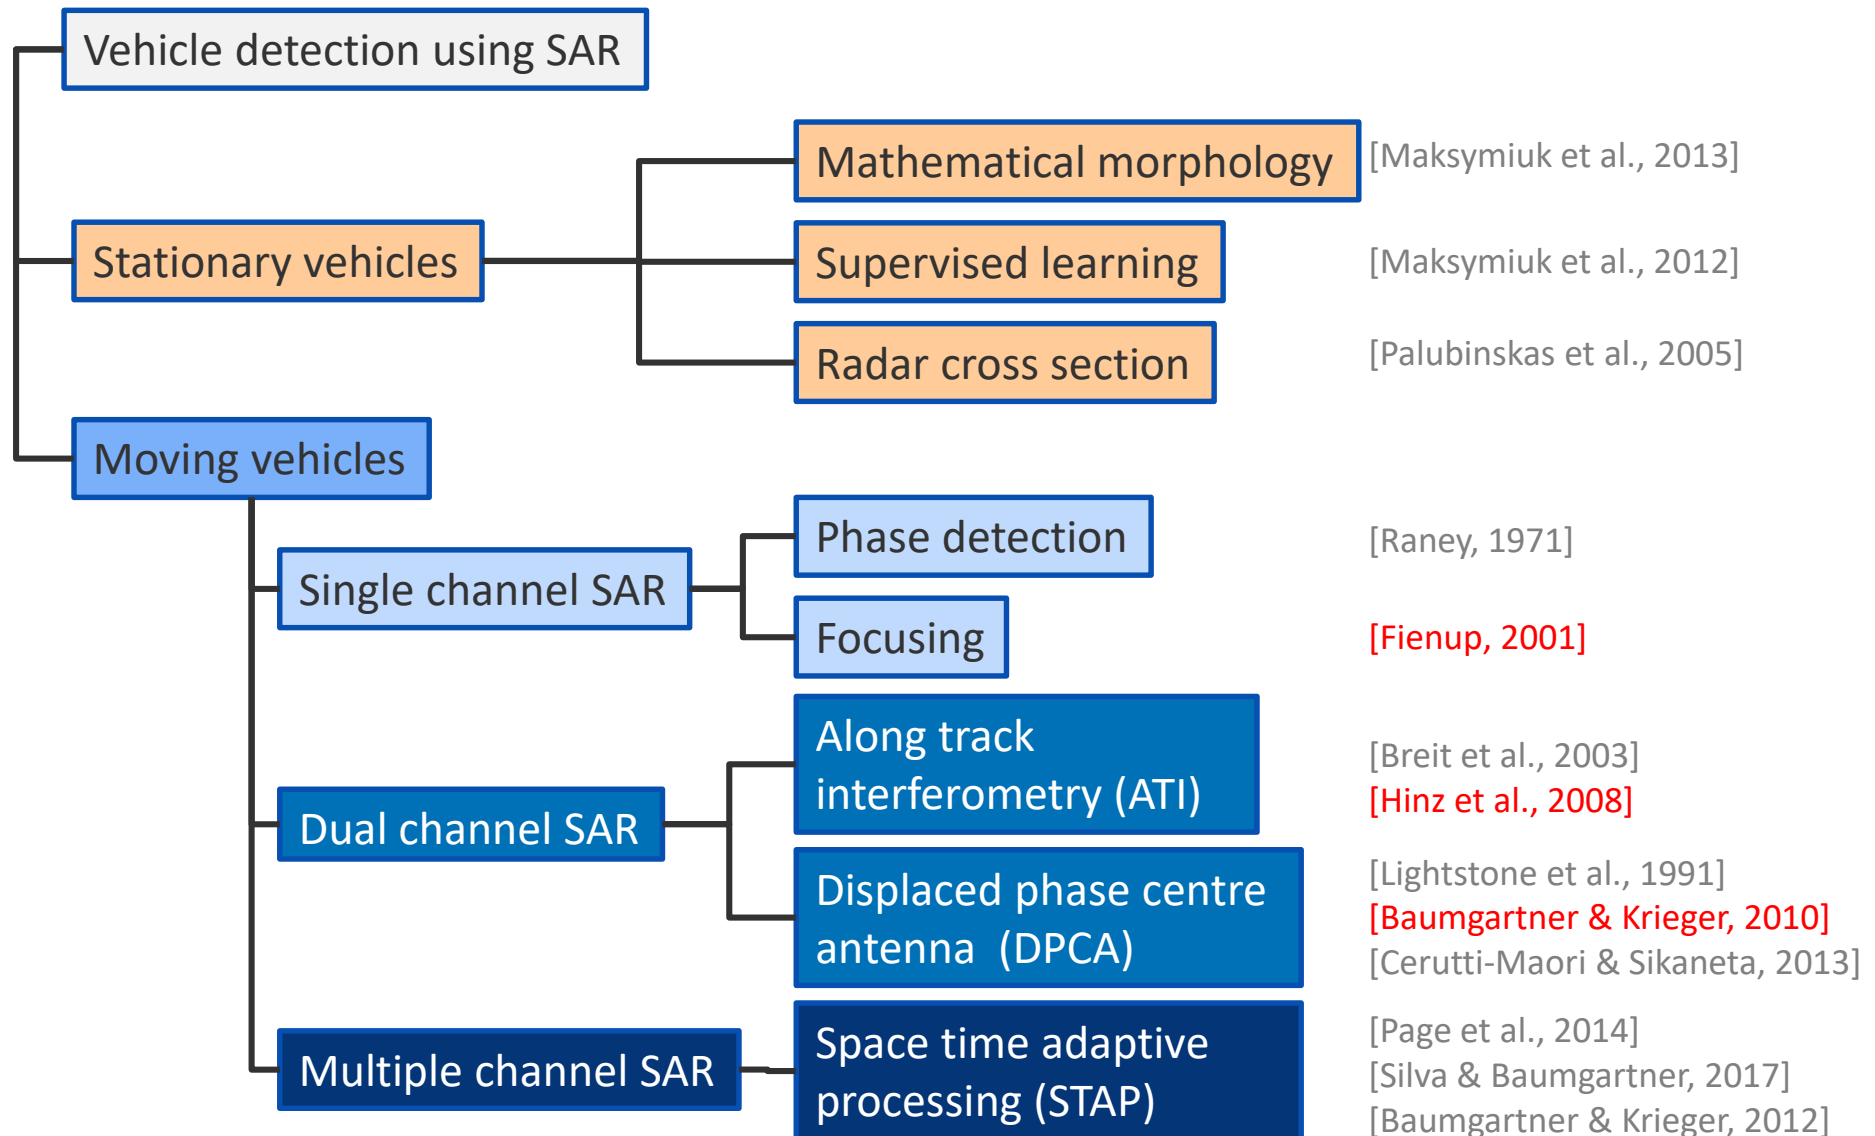 Vehicle detection using SAR
Mathematical morphology
[Maksymiuk et al., 2013]
Stationary vehicles
Supervised learning
[Maksymiuk et al., 2012]
Radar cross section
[Palubinskas et al., 2005]
Moving vehicles
Single channel SAR
Phase detection
[Raney, 1971]
Focusing
[Fienup, 2001]
Dual channel SAR
Along track
interferometry (ATI)
[Breit et al., 2003]
[Hinz et al., 2008]
Displaced phase centre
antenna (DPCA)
[Lightstone et al., 1991]
[Baumgartner & Krieger, 2010]
[Cerutti-Maori & Sikaneta, 2013]
Multiple channel SAR
Space time adaptive
processing (STAP)
[Page et al., 2014]
[Silva & Baumgartner, 2017]
[Baumgartner & Krieger, 2012]